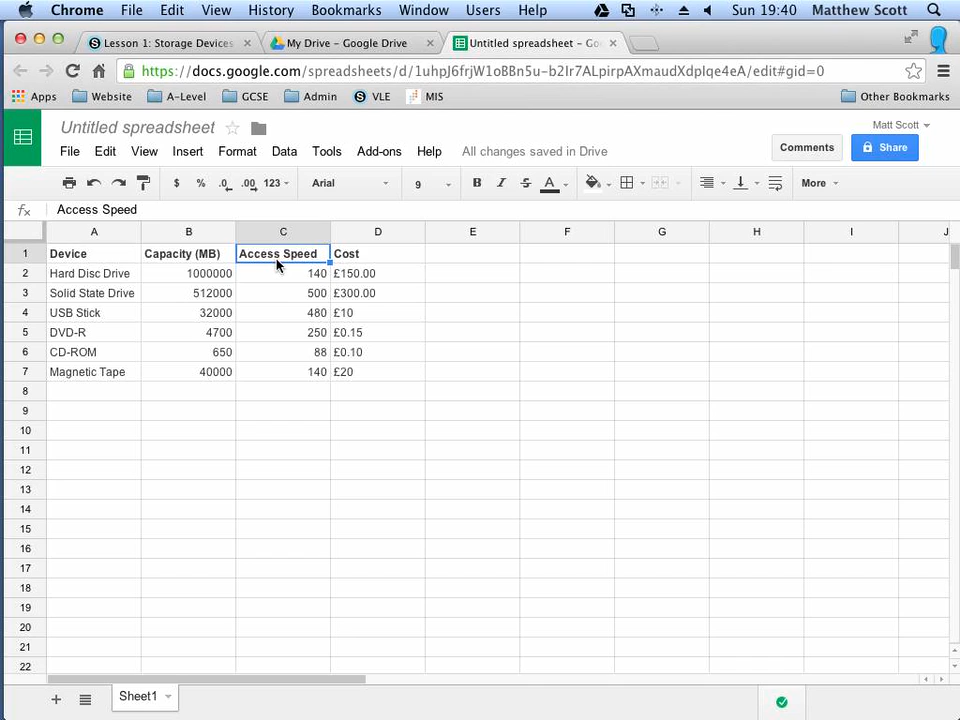 Chrome File Edit View History Bookmarks Window Users Help Sun 19:40 Matthew Scott
Lesson 1: Storage Devices × My Drive – Google Drive × Untitled spreadsheet – Go ×
https://docs.google.com/spreadsheets/d/1uhpJ6frjW1oBBn5u-b2Ir7ALpirpAXmaudXdpIqe4eA/edit#gid=0
Apps Website A-Level GCSE Admin VLE MIS Other Bookmarks
Untitled spreadsheet
Matt Scott
File Edit View Insert Format Data Tools Add-ons Help All changes saved in Drive
Comments Share
$ % .0 .00 123 Arial 9 B I S A More
fx Access Speed
A B C D E F G H I J
1 Device Capacity (MB) Access Speed Cost
2 Hard Disc Drive 1000000 140 £150.00
3 Solid State Drive 512000 500 £300.00
4 USB Stick 32000 480 £10
5 DVD-R 4700 250 £0.15
6 CD-ROM 650 88 £0.10
7 Magnetic Tape 40000 140 £20
8
9
10
11
12
13
14
15
16
17
18
19
20
21
22
Sheet1